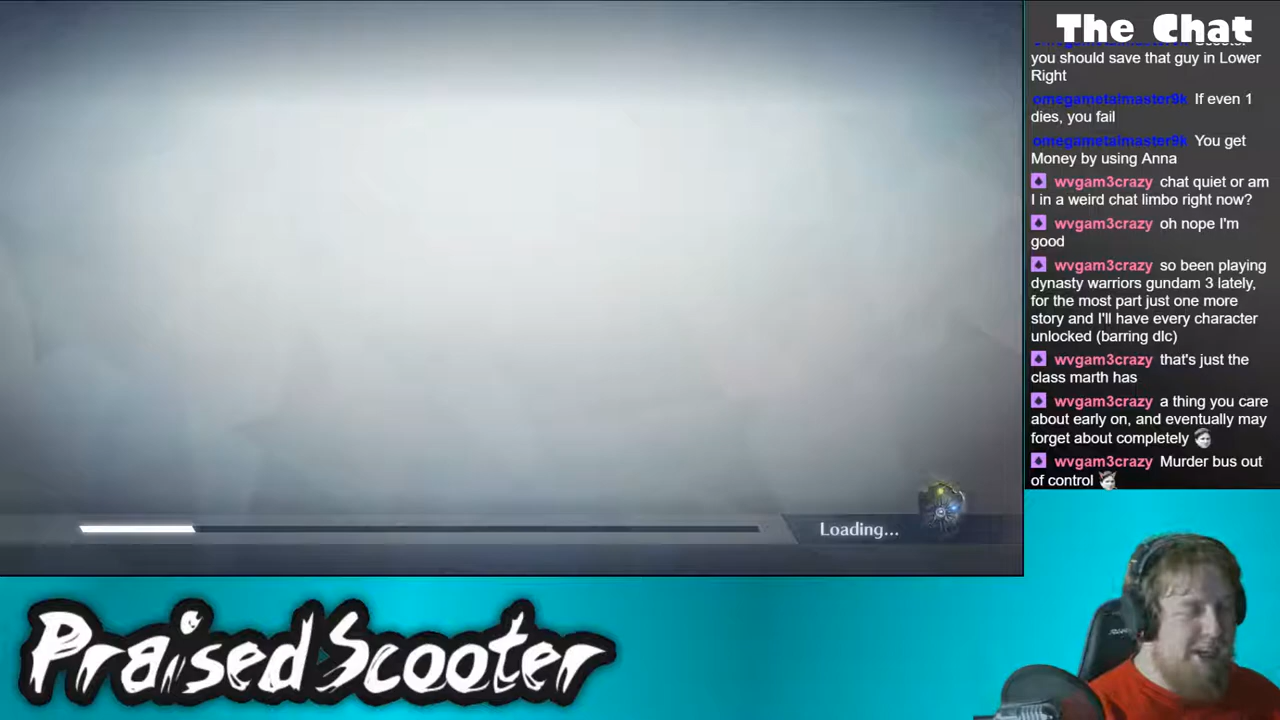 The Chat
you should save that guy in Lower
Right
omegametalmaster9k If even 1
dies, you fail
omegametalmaster9k You get
Money by using Anna
wvgam3crazy chat quiet or am
I in a weird chat limbo right now?
wvgam3crazy oh nope I'm
good
wvgam3crazy so been playing
dynasty warriors gundam 3 lately,
for the most part just one more
story and I'll have every character
unlocked (barring dlc)
wvgam3crazy that's just the
class marth has
wvgam3crazy a thing you care
about early on, and eventually may
forget about completely
wvgam3crazy Murder bus out
of control
Loading...
PraisedScooter